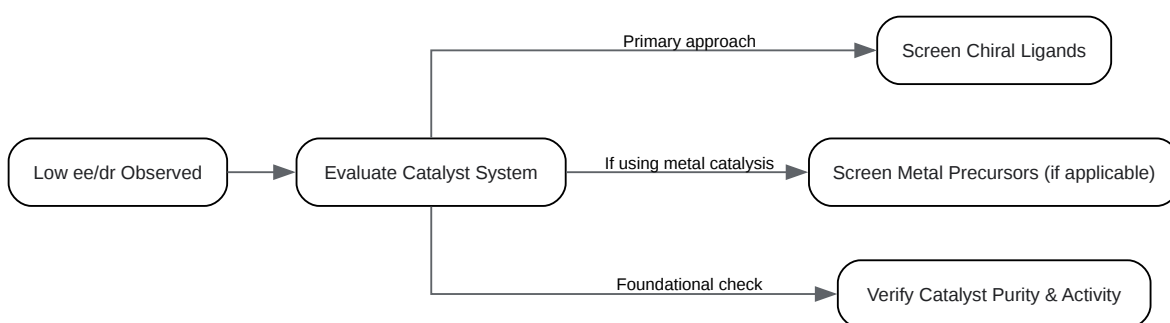 Primary approach
Screen Chiral Ligands
Low ee/dr Observed
Evaluate Catalyst System
If using metal catalysis
Screen Metal Precursors (if applicable)
Foundational check
Verify Catalyst Purity & Activity